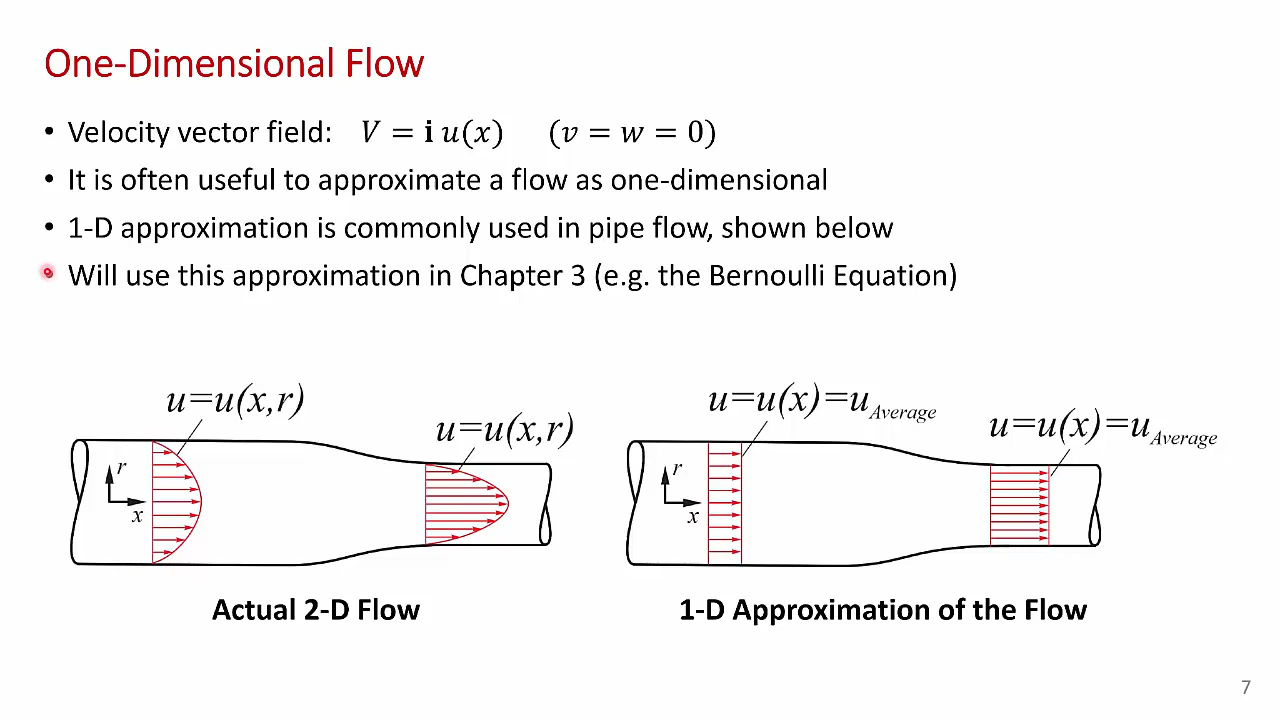 One-Dimensional Flow
• Velocity vector field: V = i u(x) (v = w = 0)
• It is often useful to approximate a flow as one-dimensional
• 1-D approximation is commonly used in pipe flow, shown below
• Will use this approximation in Chapter 3 (e.g. the Bernoulli Equation)
u=u(x,r)
u=u(x,r)
r
x
Actual 2-D Flow
u=u(x)=u_Average
u=u(x)=u_Average
r
x
1-D Approximation of the Flow
7